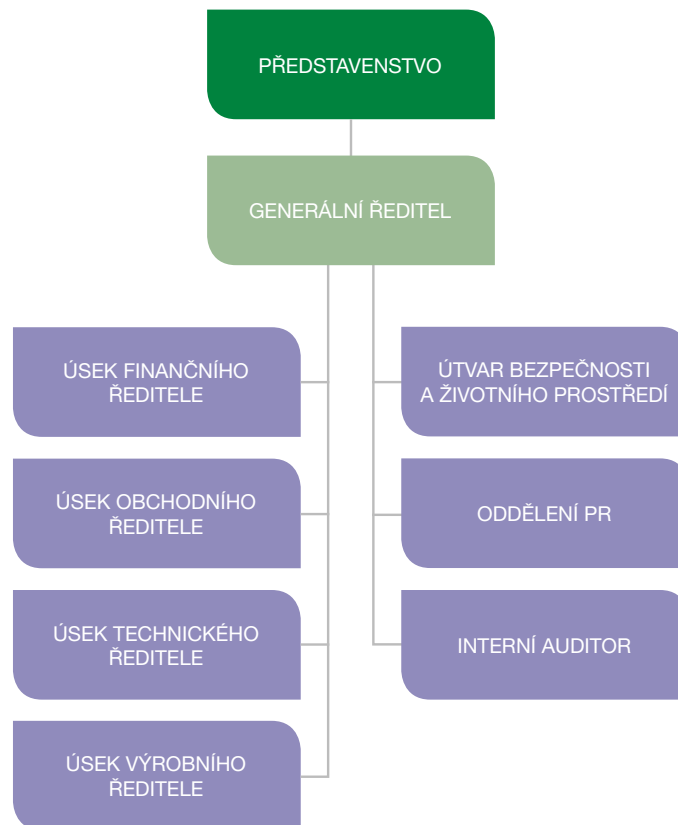 PŘEDSTAVENSTVO
GENERÁLNÍ ŘEDITEL
ÚSEK FINANČNÍHO
ŘEDITELE
ÚSEK OBCHODNÍHO
ŘEDITELE
ÚSEK TECHNICKÉHO
ŘEDITELE
ÚSEK VÝROBNÍHO
ŘEDITELE
ÚTVAR BEZPEČNOSTI
A ŽIVOTNÍHO PROSTŘEDÍ
ODDĚLENÍ PR
INTERNÍ AUDITOR